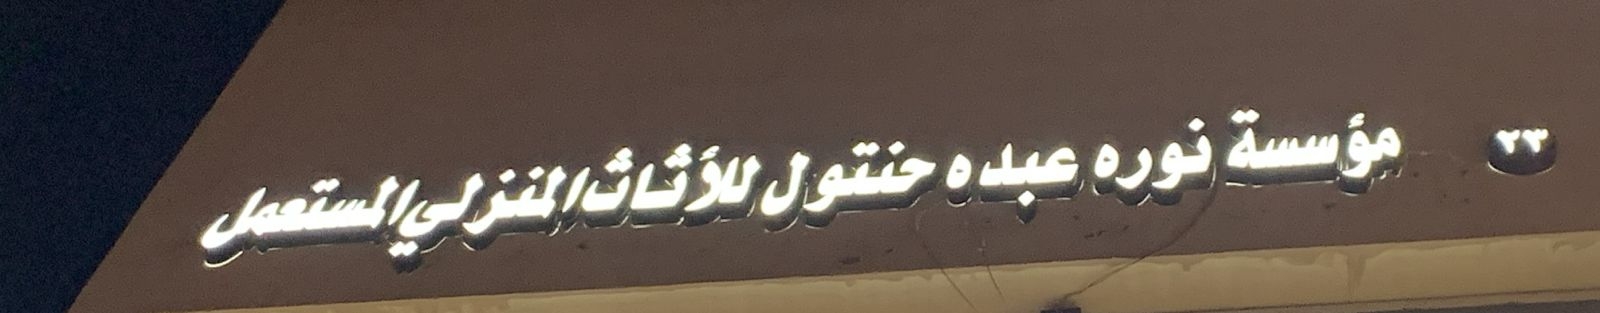 ٢٣ مؤسسة نوره عبده حنتول للأثاث المنزلي المستعمل